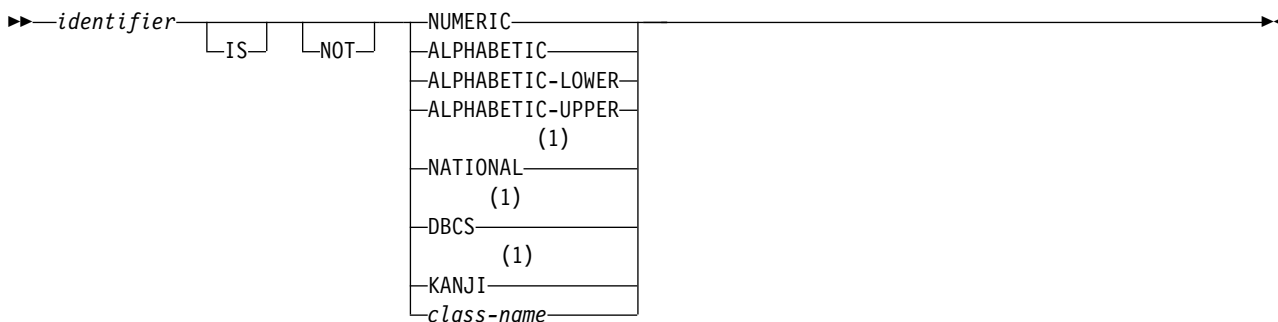 identifier NUMERIC
IS NOT ALPHABETIC
ALPHABETIC-LOWER
ALPHABETIC-UPPER
(1)
NATIONAL
(1)
DBCS
(1)
KANJI
class-name